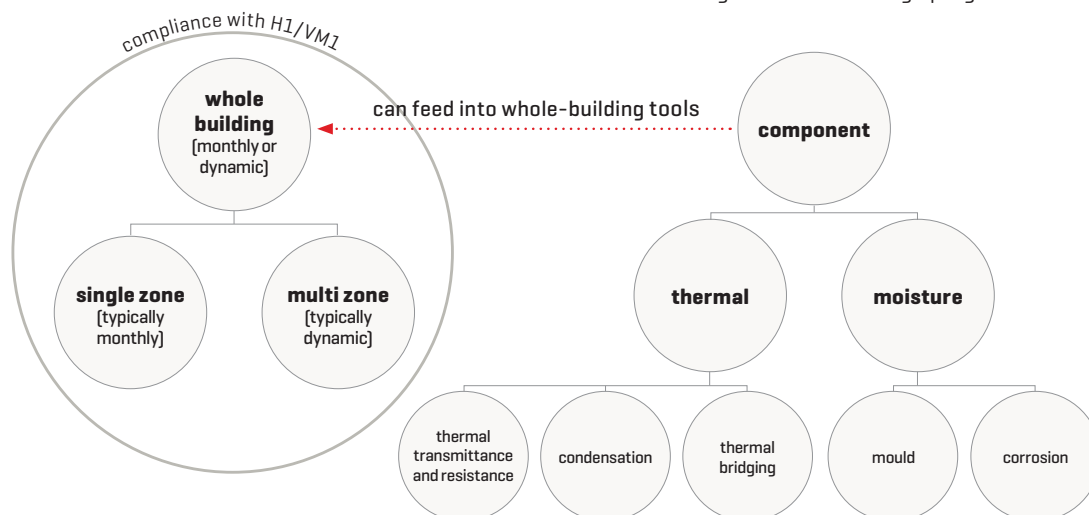 compliance with H1/VM1
whole
building
(monthly or
dynamic)
can feed into whole-building tools
component
single zone
(typically
monthly)
multi zone
(typically
dynamic)
thermal
moisture
thermal
transmittance
and resistance
condensation
thermal
bridging
mould
corrosion